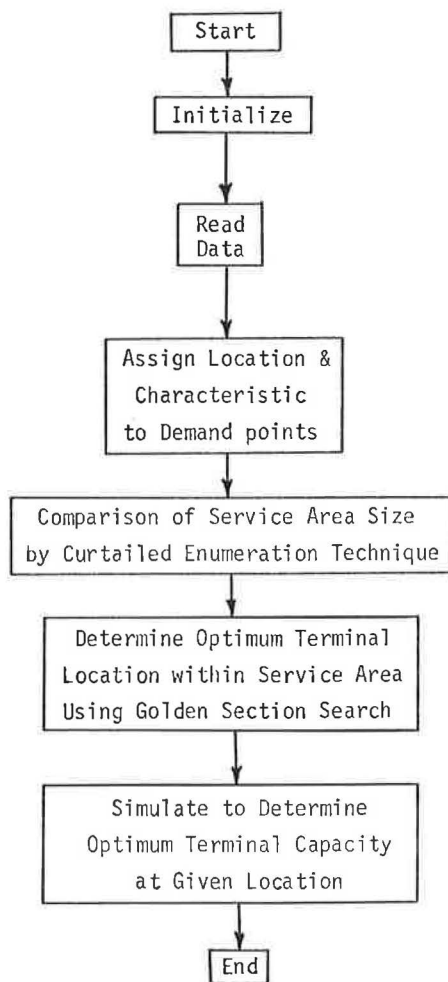 Start
Initialize
Read
Data
Assign Location &
Characteristic
to Demand points
Comparison of Service Area Size
by Curtailed Enumeration Technique
Determine Optimum Terminal
Location within Service Area
Using Golden Section Search
Simulate to Determine
Optimum Terminal Capacity
at Given Location
End